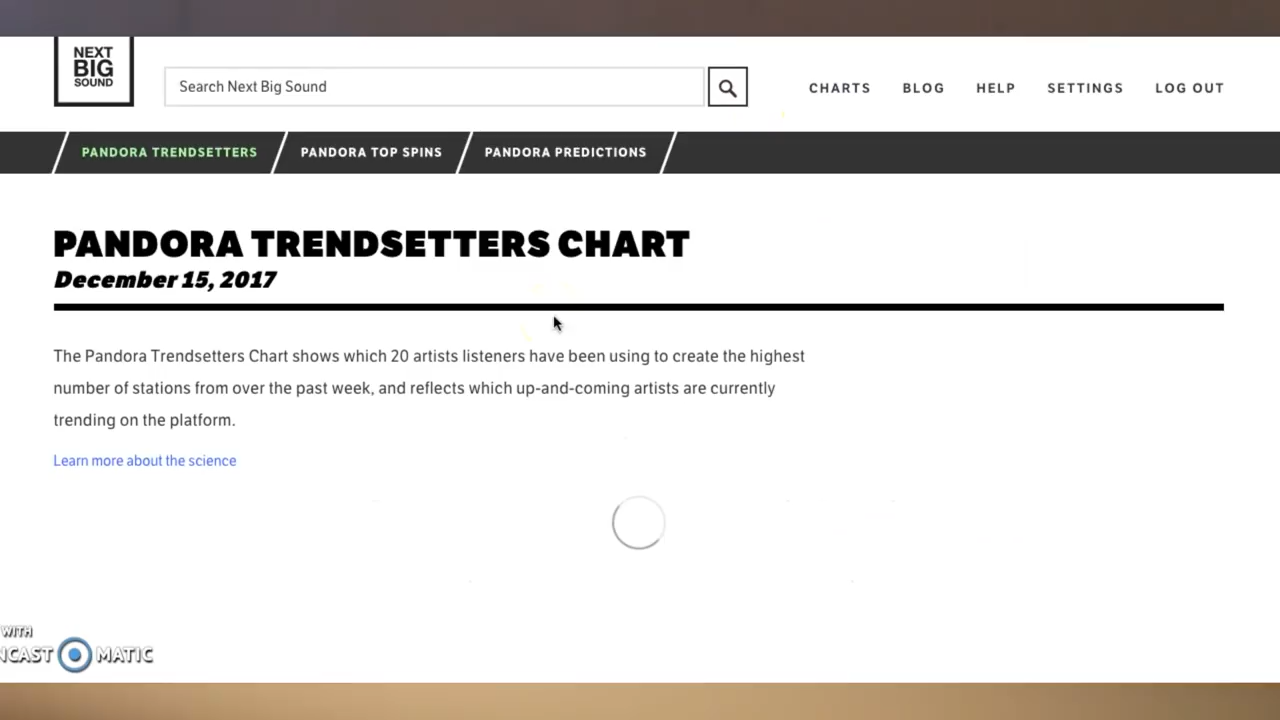 NEXT
BIG
SOUND
Search Next Big Sound
CHARTS BLOG HELP SETTINGS LOG OUT
PANDORA TRENDSETTERS PANDORA TOP SPINS PANDORA PREDICTIONS
PANDORA TRENDSETTERS CHART
December 15, 2017
The Pandora Trendsetters Chart shows which 20 artists listeners have been using to create the highest
number of stations from over the past week, and reflects which up-and-coming artists are currently
trending on the platform.
Learn more about the science
WITH
NCAST MATIC